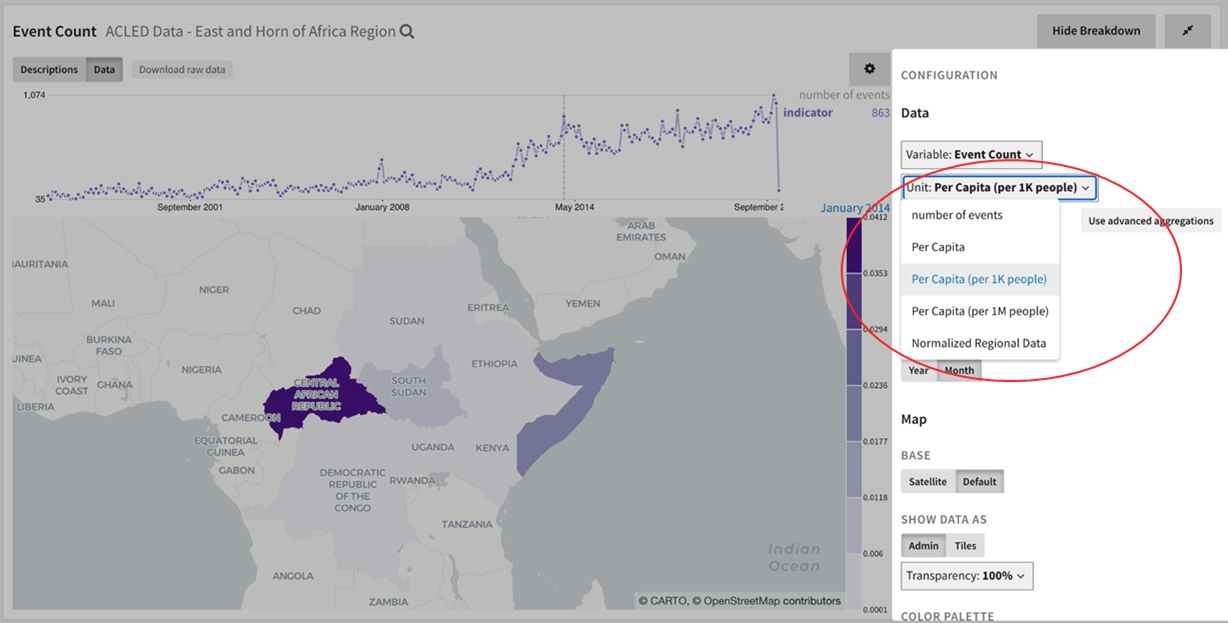 Event Count ACLED Data - East and Horn of Africa Region
Hide Breakdown
Descriptions Data Download raw data
CONFIGURATION
1,074
number of events
indicator 863
Data
Variable: Event Count
Unit: Per Capita (per 1K people)
35
September 2001 January 2008 May 2014 September 2
January 2014
number of events
Use advanced aggregations
Per Capita
Per Capita (per 1K people)
Per Capita (per 1M people)
Normalized Regional Data
Year Month
Map
BASE
Satellite Default
SHOW DATA AS
Admin Tiles
Transparency: 100%
COLOR PALETTE
0.0412
0.0353
0.0294
0.0236
0.0177
0.0118
0.006
0.0001
ARAB
EMIRATES
OMAN
AURITANIA
MALI
NIGER
CHAD
SUDAN
ERITREA
YEMEN
BURKINA
FASO
UINEA
IVORY
COAST
GHANA
NIGERIA
LIBERIA
CENTRAL
AFRICAN
REPUBLIC
SOUTH
SUDAN
ETHIOPIA
CAMEROON
EQUATORIAL
GUINEA
GABON
UGANDA
KENYA
DEMOCRATIC
REPUBLIC
OF THE
CONGO
RWANDA
TANZANIA
ANGOLA
ZAMBIA
Indian
Ocean
© CARTO, © OpenStreetMap contributors